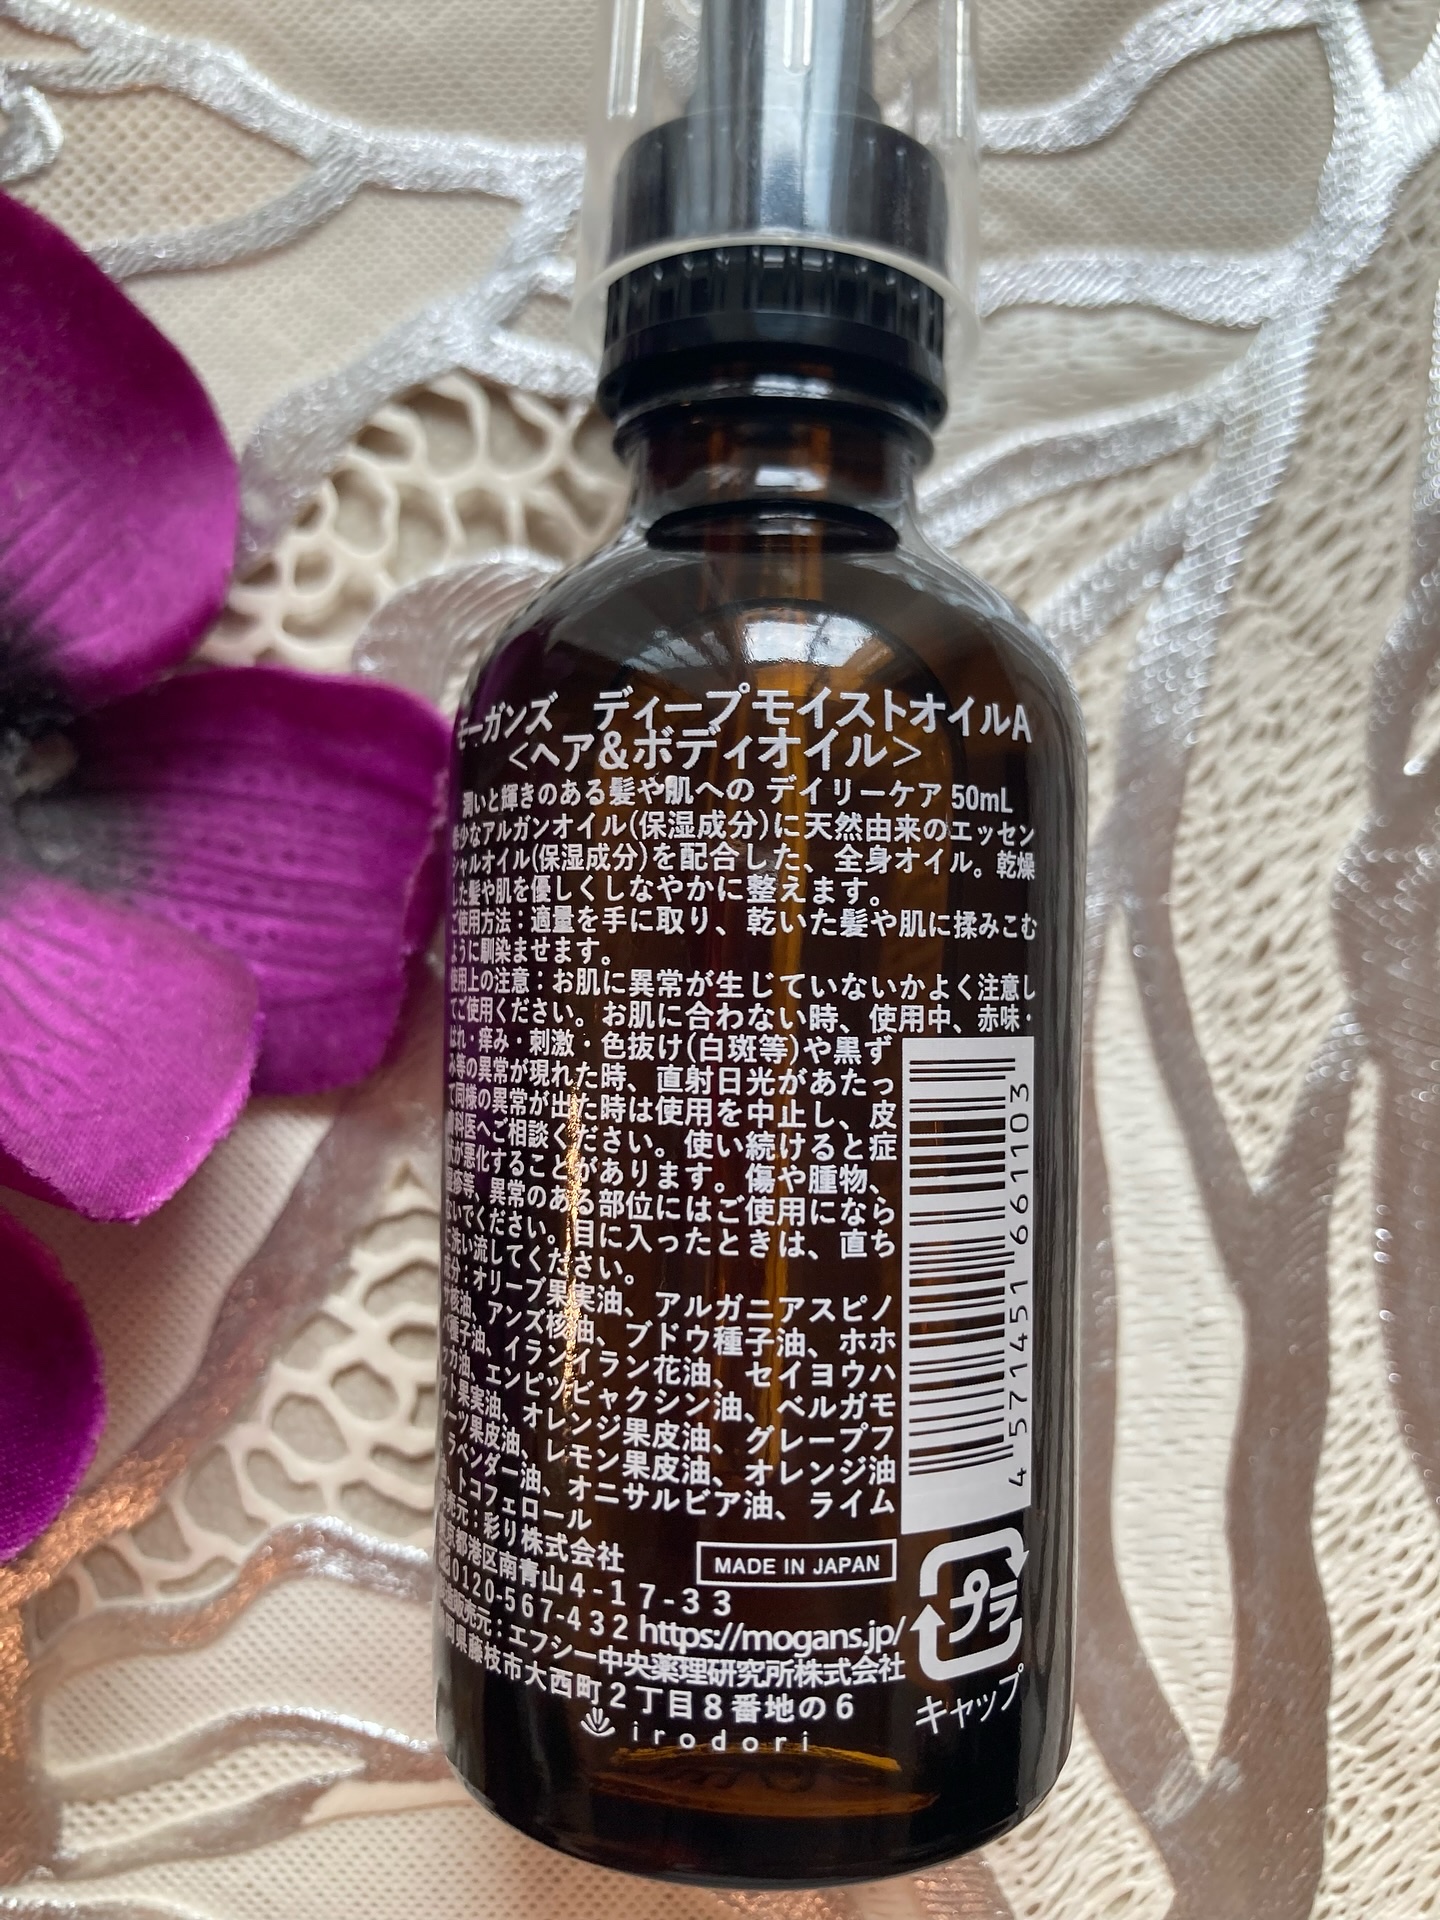 モーガンズ ディープモイストオイルA
<ヘア&ボディオイル>
潤いと輝きのある髪や肌への デイリーケア 50mL
希少なアルガンオイル(保湿成分)に天然由来のエッセン
シャルオイル(保湿成分)を配合した、全身オイル。乾燥
した髪や肌を優しくしなやかに整えます。
ご使用方法:適量を手に取り、乾いた髪や肌に揉みこむ
ように馴染ませます。
使用上の注意:お肌に異常が生じていないかよく注意し
てご使用ください。お肌に合わない時、使用中、赤味・
はれ・痒み・刺激・色抜け(白斑等)や黒ず
み等の異常が現れた時、直射日光があたっ
て同様の異常が出た時は使用を中止し、皮
膚科医へご相談ください。使い続けると症
状が悪化することがあります。傷や腫物、
湿疹等、異常のある部位にはご使用になら
ないでください。目に入ったときは、直ち
に洗い流してください。
成分:オリーブ果実油、アルガニアスピノ
サ核油、アンズ核油、ブドウ種子油、ホホ
バ種子油、イランイラン花油、セイヨウハ
ッカ油、エンピツビャクシン油、ベルガモ
ット果実油、オレンジ果皮油、グレープフ
ルーツ果皮油、レモン果皮油、オレンジ油
、ラベンダー油、オニサルビア油、ライム
、トコフェロール
発売元:彩り株式会社
東京都港区南青山4-17-33
0120-567-432 https://mogans.jp/
製造販売元:エフシー中央薬理研究所株式会社
静岡県藤枝市大西町2丁目8番地の6
irodori
MADE IN JAPAN
4571451661103
プラ
キャップ